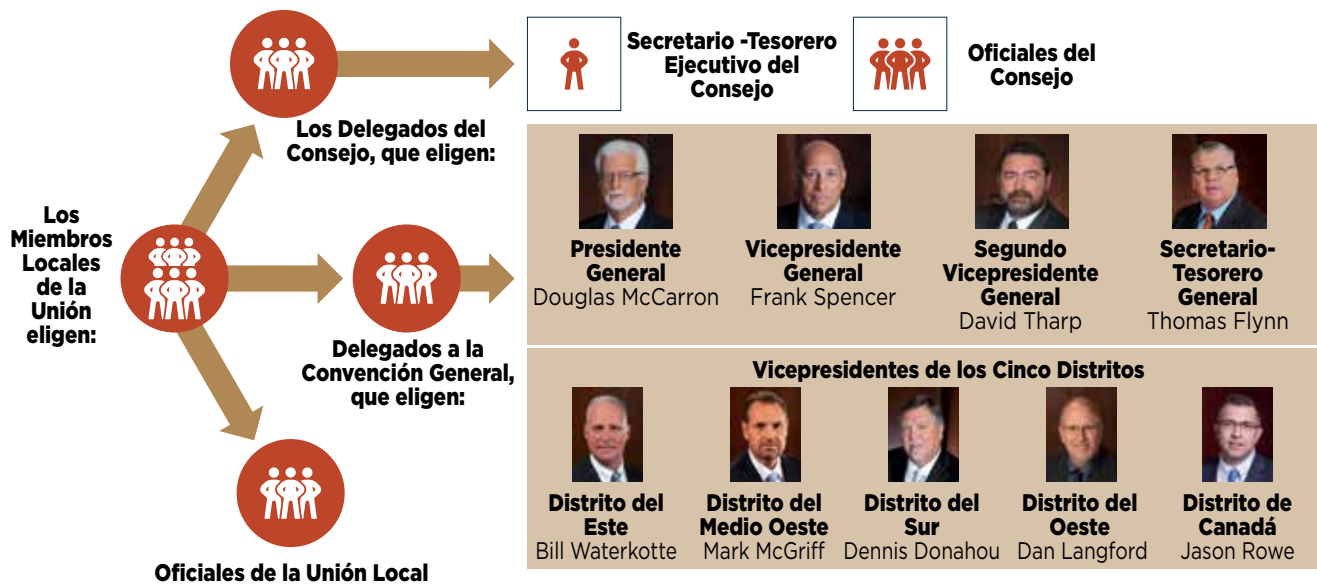 Los
Miembros
Locales
de la
Unión
eligen:
Los Delegados del
Consejo, que eligen:
Secretario -Tesorero
Ejecutivo del
Consejo
Oficiales del
Consejo
Delegados a la
Convención General,
que eligen:
Presidente
General
Douglas McCarron
Vicepresidente
General
Frank Spencer
Segundo
Vicepresidente
General
David Tharp
Secretario-
Tesorero
General
Thomas Flynn
Vicepresidentes de los Cinco Distritos
Distrito del
Este
Bill Waterkotte
Distrito del
Medio Oeste
Mark McGriff
Distrito del
Sur
Dennis Donahou
Distrito del
Oeste
Dan Langford
Distrito de
Canadá
Jason Rowe
Oficiales de la Unión Local